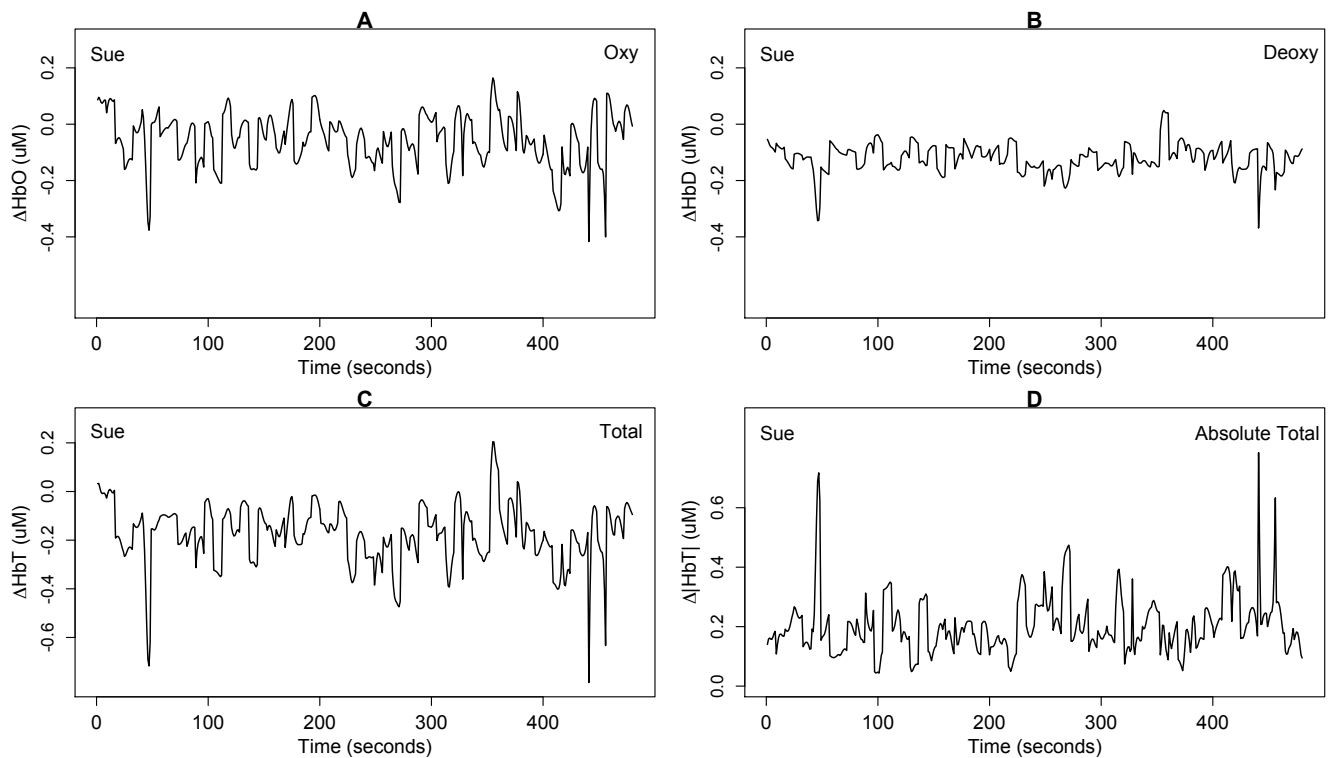 A
Sue
Oxy
ΔHbO (uM)
0.2
0.0
-0.2
-0.4
0
100
200
300
400
Time (seconds)
B
Sue
Deoxy
ΔHbD (uM)
0.2
0.0
-0.2
-0.4
0
100
200
300
400
Time (seconds)
C
Sue
Total
ΔHbT (uM)
0.2
0.0
-0.2
-0.4
-0.6
0
100
200
300
400
Time (seconds)
D
Sue
Absolute Total
Δ|HbT| (uM)
0.6
0.4
0.2
0.0
0
100
200
300
400
Time (seconds)